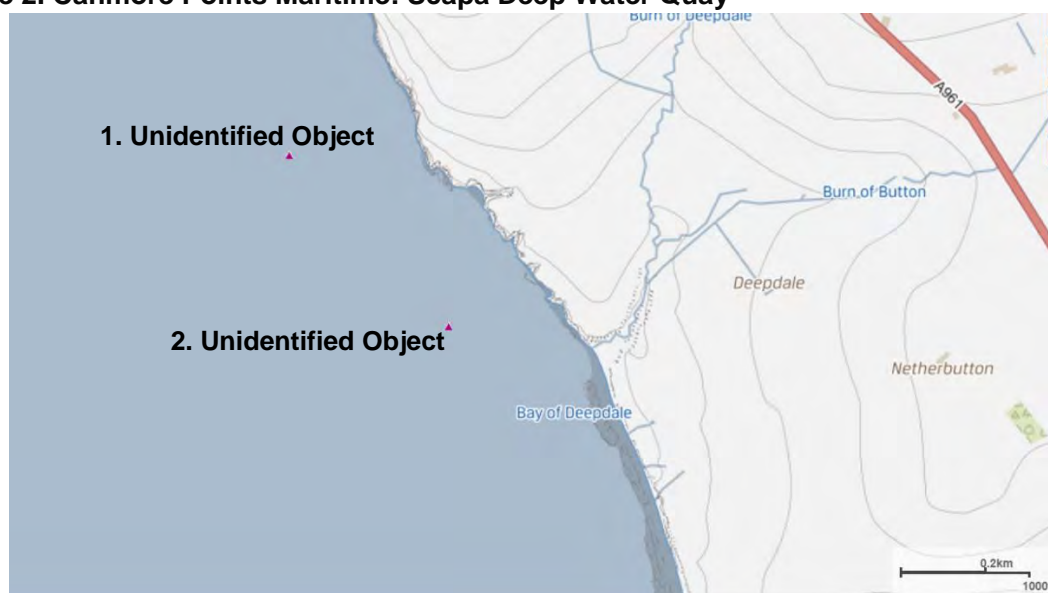 2. Canmore Points Maritime: Scapa Deep Water Quay
Burn of Deepdale
A961
1. Unidentified Object
Burn of Button
Deepdale
2. Unidentified Object
Netherbutton
Bay of Deepdale
0.2km
1000